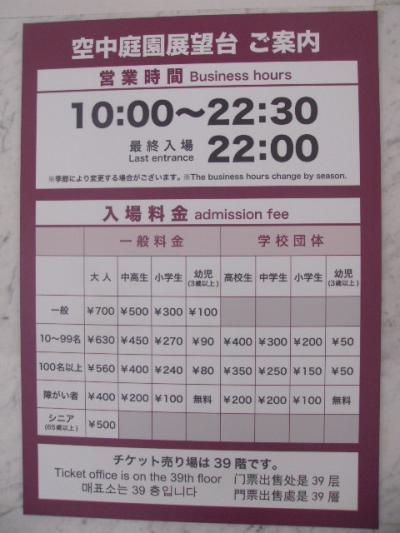 空中庭園展望台 ご案内
営業時間 Business hours
10:00〜22:30
最終入場 Last entrance 22:00
※季節により変更する場合がございます。※The business hours change by season.
入場料金 admission fee
一般料金 学校団体
大人 中高生 小学生 幼児(3歳以上) 高校生 中学生 小学生 幼児(3歳以上)
一般 ¥700 ¥500 ¥300 ¥100
10〜99名 ¥630 ¥450 ¥270 ¥90 ¥400 ¥300 ¥200 ¥50
100名以上 ¥560 ¥400 ¥240 ¥80 ¥350 ¥250 ¥150 ¥50
障がい者 ¥400 ¥200 ¥100 無料 ¥200 ¥200 ¥100 無料
シニア(65歳以上) ¥500
チケット売り場は39階です。
Ticket office is on the 39th floor 门票出售处是 39 层
매표소는 39 층입니다 門票出售處是 39 層